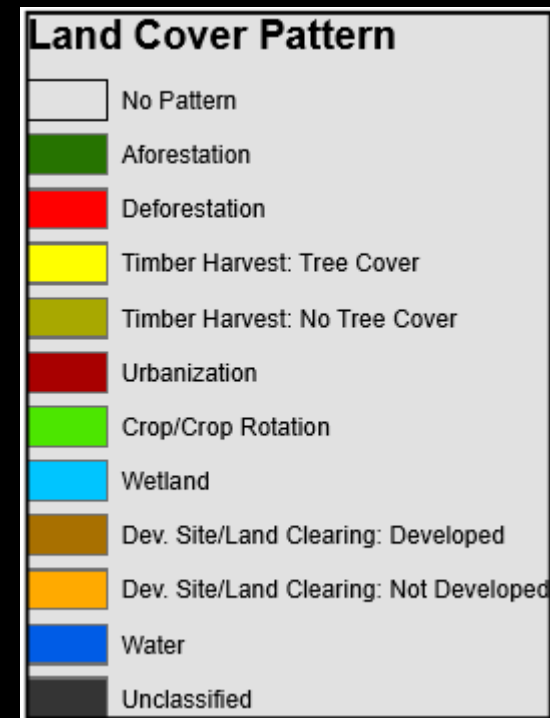 Land Cover Pattern
No Pattern
Aforestation
Deforestation
Timber Harvest: Tree Cover
Timber Harvest: No Tree Cover
Urbanization
Crop/Crop Rotation
Wetland
Dev. Site/Land Clearing: Developed
Dev. Site/Land Clearing: Not Developed
Water
Unclassified